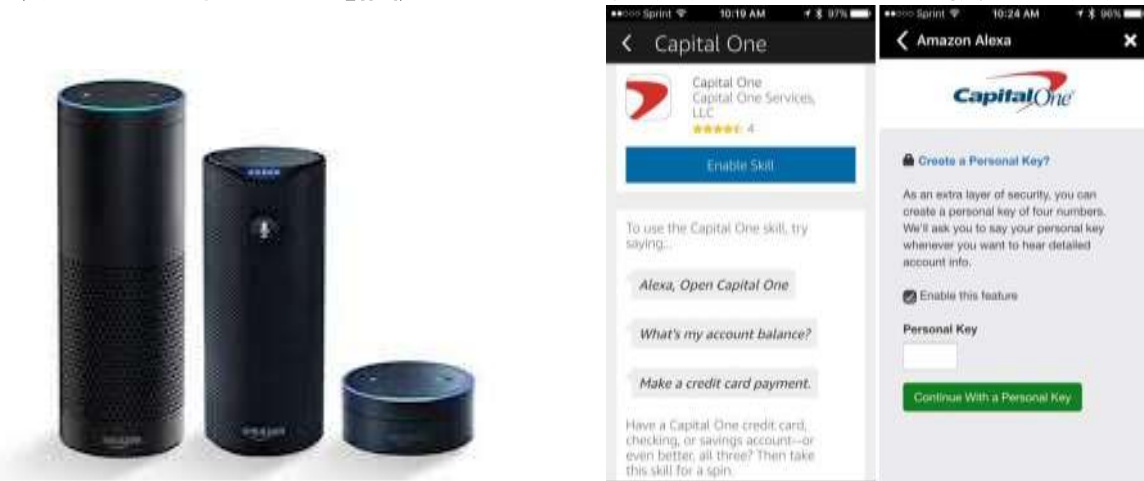 amazon
amazon
Sprint 10:19 AM 97%
Capital One
Capital One
Capital One Services,
LLC
4
Enable Skill
To use the Capital One skill, try
saying...
Alexa, Open Capital One
What's my account balance?
Make a credit card payment.
Have a Capital One credit card,
checking, or savings account—or
even better, all three? Then take
this skill for a spin.
Sprint 10:24 AM 96%
Amazon Alexa
CapitalOne
Create a Personal Key?
As an extra layer of security, you can
create a personal key of four numbers.
We'll ask you to say your personal key
whenever you want to hear detailed
account info.
Enable this feature
Personal Key
Continue With a Personal Key